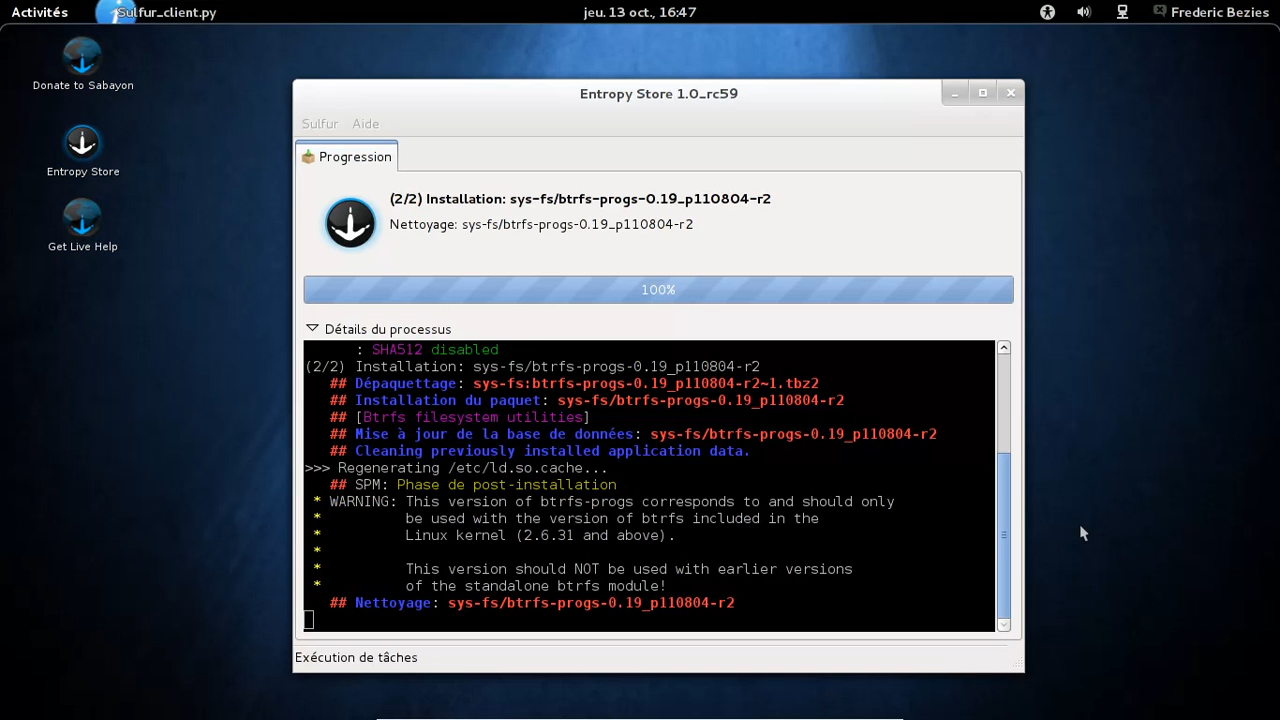 Activités
Sulfur_client.py
jeu. 13 oct., 16:47
Frederic Bezies
Donate to Sabayon
Entropy Store
Get Live Help
Entropy Store 1.0_rc59
Sulfur Aide
Progression
(2/2) Installation: sys-fs/btrfs-progs-0.19_p110804-r2
Nettoyage: sys-fs/btrfs-progs-0.19_p110804-r2
100%
Détails du processus
: SHA512 disabled
(2/2) Installation: sys-fs/btrfs-progs-0.19_p110804-r2
## Dépaquettage: sys-fs:btrfs-progs-0.19_p110804-r2~1.tbz2
## Installation du paquet: sys-fs/btrfs-progs-0.19_p110804-r2
## [Btrfs filesystem utilities]
## Mise à jour de la base de données: sys-fs/btrfs-progs-0.19_p110804-r2
## Cleaning previously installed application data.
>>> Regenerating /etc/ld.so.cache...
## SPM: Phase de post-installation
* WARNING: This version of btrfs-progs corresponds to and should only
* be used with the version of btrfs included in the
* Linux kernel (2.6.31 and above).
*
* This version should NOT be used with earlier versions
* of the standalone btrfs module!
## Nettoyage: sys-fs/btrfs-progs-0.19_p110804-r2
Exécution de tâches